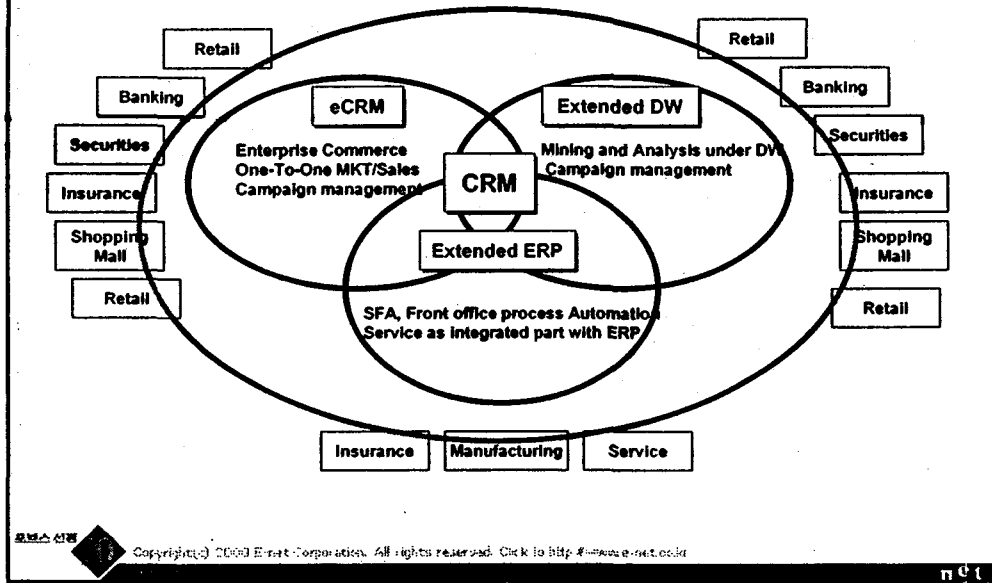 Retail
Retail
Banking
Banking
eCRM
Extended DW
Securities
Securities
Enterprise Commerce
One-To-One MKT/Sales
Campaign management
Mining and Analysis under DW
Campaign management
CRM
Insurance
Insurance
Shopping
Mall
Shopping
Mall
Extended ERP
Retail
Retail
SFA, Front office process Automation
Service as integrated part with ERP
Insurance
Manufacturing
Service
Copyright(c) 2000 E-net Corporation. All rights reserved. Click to